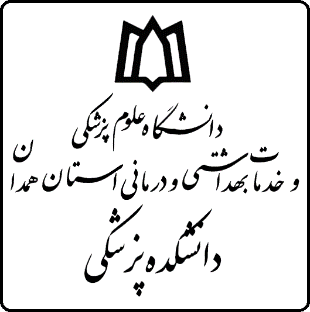 دانشگاه علوم پزشکی
و خدمات بهداشتی و درمانی استان همدان
دانشکده پزشکی